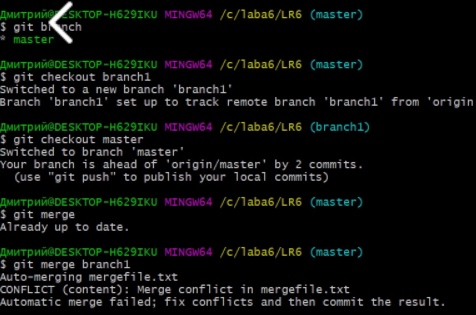 Дмитрий@DESKTOP-H629IKU MINGW64 /c/laba6/LR6 (master)
$ git branch
* master
Дмитрий@DESKTOP-H629IKU MINGW64 /c/laba6/LR6 (master)
$ git checkout branch1
Switched to a new branch 'branch1'
Branch 'branch1' set up to track remote branch 'branch1' from 'origin
Дмитрий@DESKTOP-H629IKU MINGW64 /c/laba6/LR6 (branch1)
$ git checkout master
Switched to branch 'master'
Your branch is ahead of 'origin/master' by 2 commits.
(use "git push" to publish your local commits)
Дмитрий@DESKTOP-H629IKU MINGW64 /c/laba6/LR6 (master)
$ git merge
Already up to date.
Дмитрий@DESKTOP-H629IKU MINGW64 /c/laba6/LR6 (master)
$ git merge branch1
Auto-merging mergefile.txt
CONFLICT (content): Merge conflict in mergefile.txt
Automatic merge failed; fix conflicts and then commit the result.